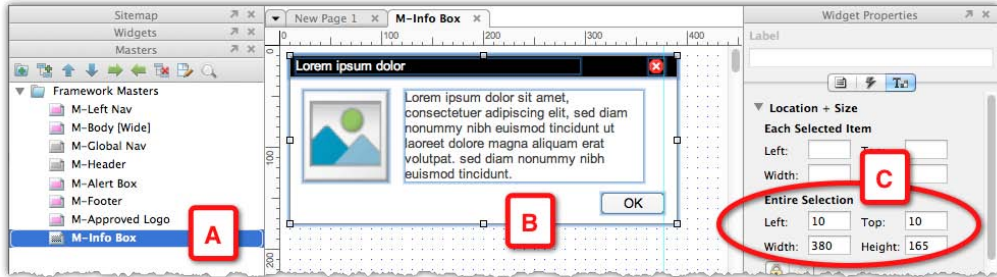 Sitemap
Widgets
Masters
Framework Masters
M-Left Nav
M-Body [Wide]
M-Global Nav
M-Header
M-Alert Box
M-Footer
M-Approved Logo
M-Info Box
A
New Page 1
M-Info Box
0 100 200 300 400
100
200
Lorem ipsum dolor
Lorem ipsum dolor sit amet,
consectetuer adipiscing elit, sed diam
nonummy nibh euismod tincidunt ut
laoreet dolore magna aliquam erat
volutpat. sed diam nonummy nibh
euismod tincidunt.
OK
B
Widget Properties
Label
Location + Size
Each Selected Item
Left:
Width:
C
Entire Selection
Left: 10 Top: 10
Width: 380 Height: 165